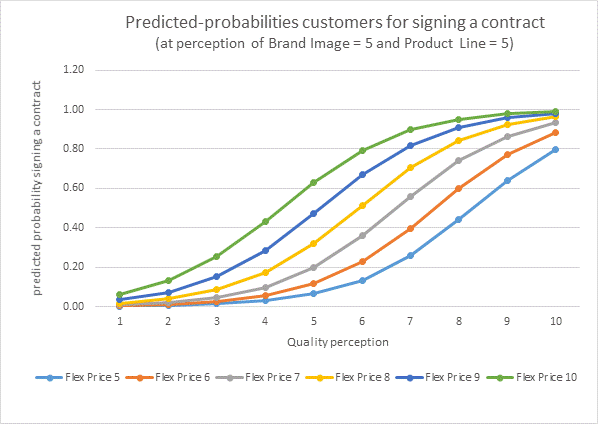 Predicted-probabilities customers for signing a contract
(at perception of Brand Image = 5 and Product Line = 5)
predicted probability signing a contract
1.20
1.00
0.80
0.60
0.40
0.20
0.00
1 2 3 4 5 6 7 8 9 10
Quality perception
Flex Price 5 Flex Price 6 Flex Price 7 Flex Price 8 Flex Price 9 Flex Price 10